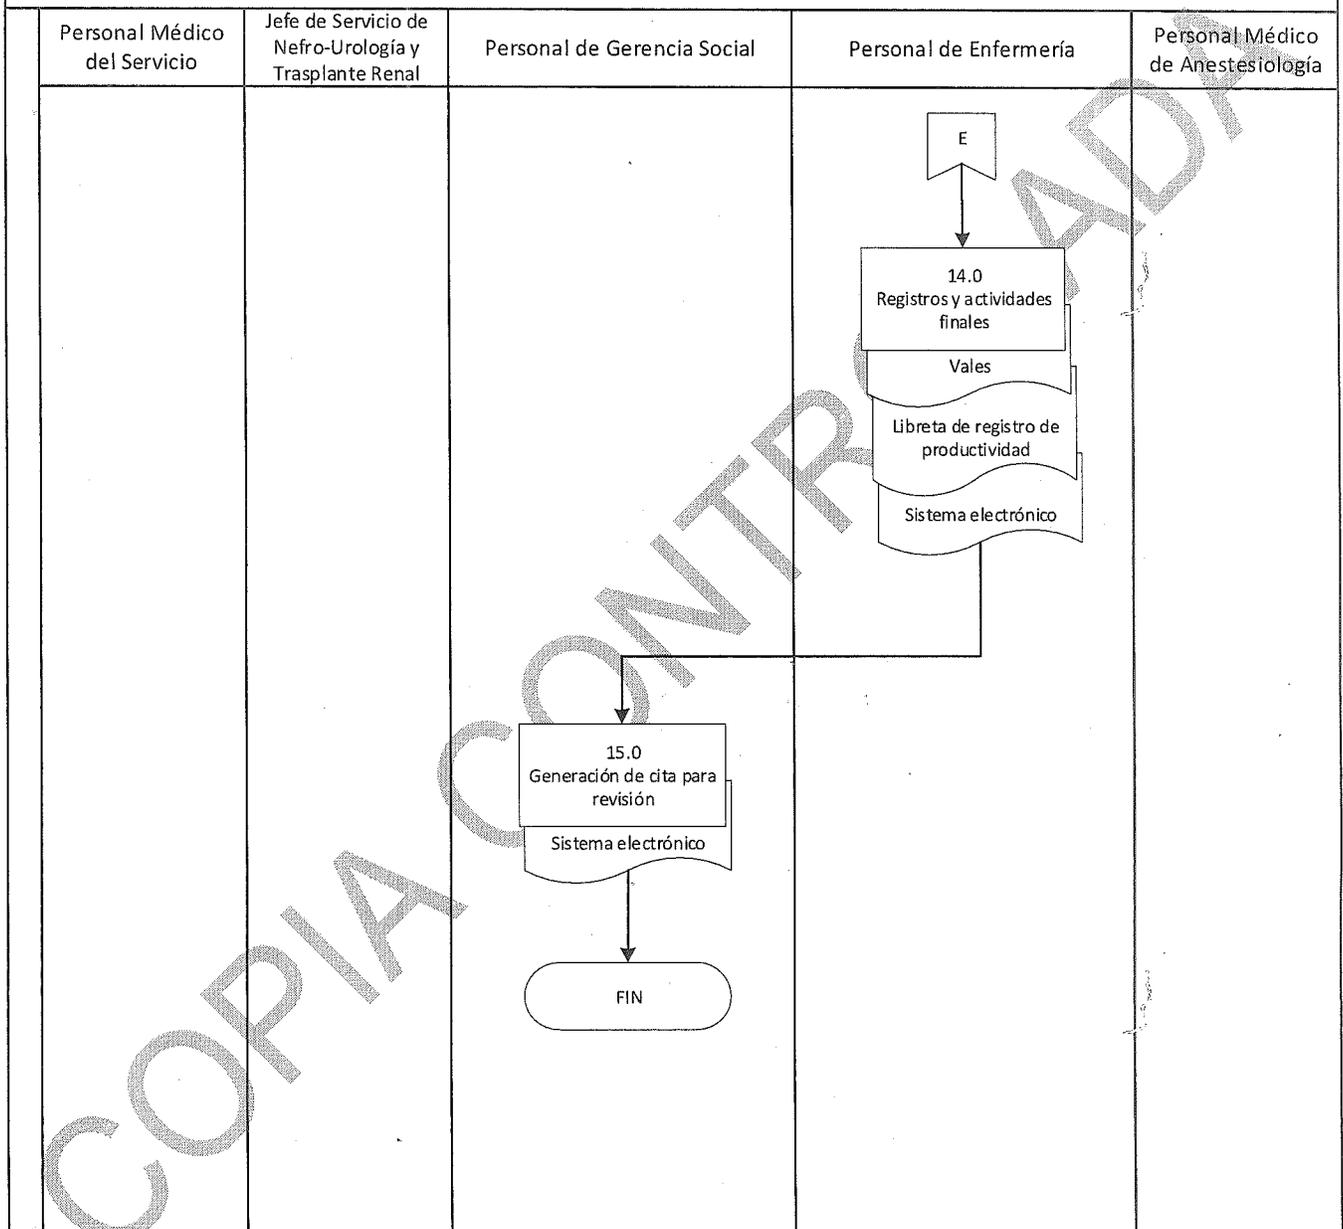 Personal Médico
del Servicio
Jefe de Servicio de
Nefro-Urología y
Trasplante Renal
Personal de Gerencia Social
Personal de Enfermería
Personal Médico
de Anestesiología
E
14.0
Registros y actividades
finales
Vales
Libreta de registro de
productividad
Sistema electrónico
15.0
Generación de cita para
revisión
Sistema electrónico
FIN
COPIA CONTROLADA